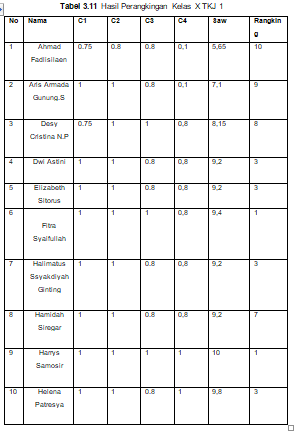 Tabel 3.11 Hasil Perangkingan Kelas X TKJ 1
No Nama C1 C2 C3 C4 Saw Rangkin
g
1 Ahmad 0.75 0.8 0.8 0,1 5,65 10
Fadlisilaen
2 Aris Armada 1 1 0.8 0,1 7,1 9
Gunung.S
3 Desy 0.75 1 1 0,8 8,15 8
Cristina N.P
4 Dwi Astini 1 1 0.8 0,8 9,2 3
5 Elizabeth 1 1 0.8 0,8 9,2 3
Sitorus
6 1 1 1 0,8 9,4 1
Fitra
Syaifullah
7 Halimatus 1 1 0.8 0,8 9,2 3
Ssyakdiyah
Ginting
8 Hamidah 1 1 0.8 0,8 9,2 7
Siregar
9 Harrys 1 1 1 1 10 1
Samosir
10 Helena 1 1 0.8 1 9,8 3
Patresya